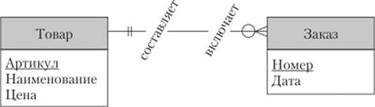 Товар
Артикул
Наименование
Цена
составляет
включает
Заказ
Номер
Дата